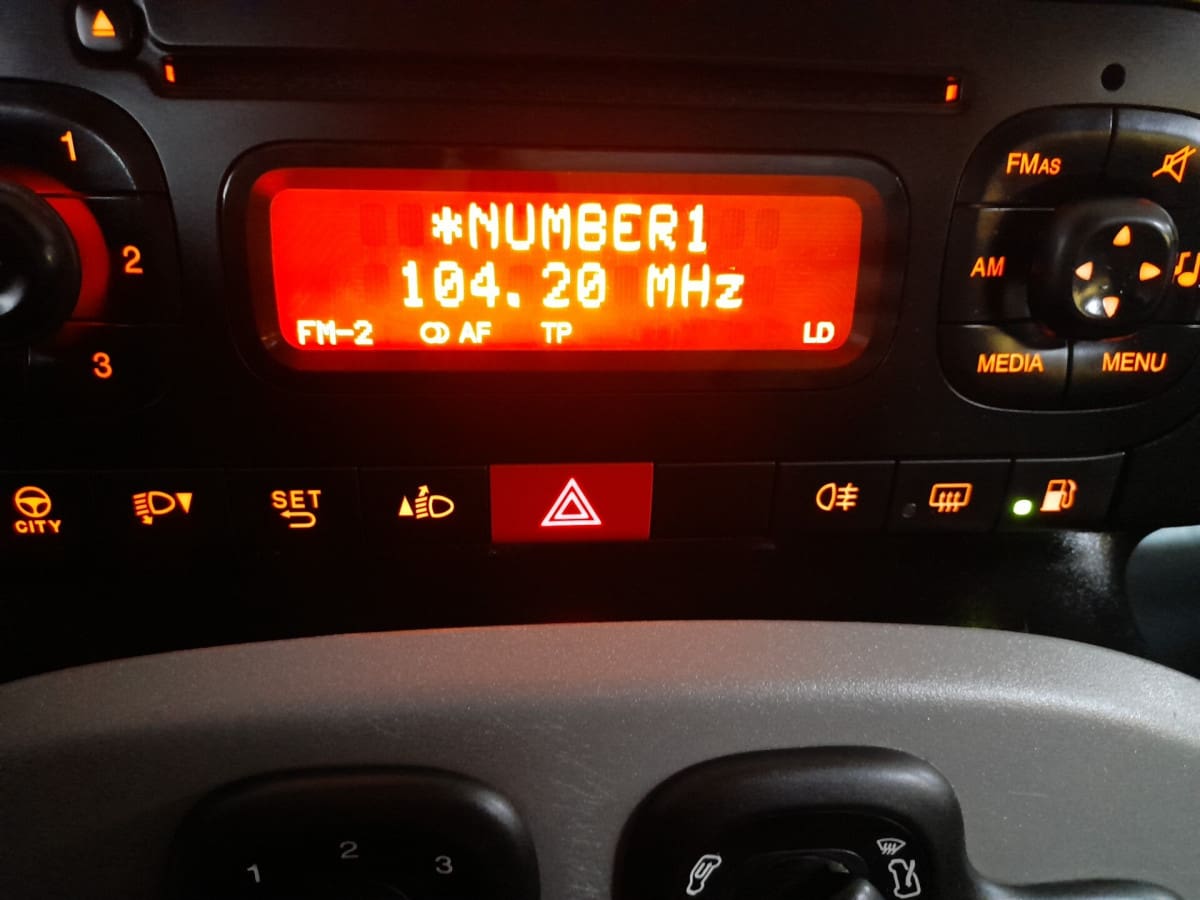 1
2
3
*NUMBER1
104.20 MHz
FM-2 AF TP LD
FMAS
AM
MEDIA MENU
CITY
SET
1 2 3